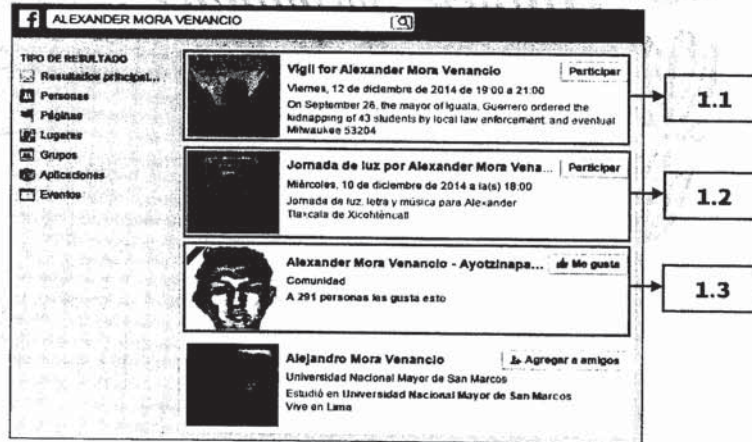 f ALEXANDER MORA VENANCIO
TIPO DE RESULTADO
Resultados principal...
Personas
Páginas
Lugares
Grupos
Aplicaciones
Eventos
Vigil for Alexander Mora Venancio
Participar
Viernes, 12 de diciembre de 2014 de 19:00 a 21:00
On September 26, the mayor of Iguala, Guerrero ordered the
kidnapping of 43 students by local law enforcement and eventual
Milwaukee 53204
1.1
Jornada de luz por Alexander Mora Vena...
Participar
Miércoles, 10 de diciembre de 2014 a la(s) 18:00
Jornada de luz, letra y música para Alexander
Tlaxcala de Xicohténcatl
1.2
Alexander Mora Venancio - Ayotzinapa...
Me gusta
Comunidad
A 291 personas les gusta esto
1.3
Alejandro Mora Venancio
Agregar a amigos
Universidad Nacional Mayor de San Marcos
Estudió en Universidad Nacional Mayor de San Marcos
Vive en Lima